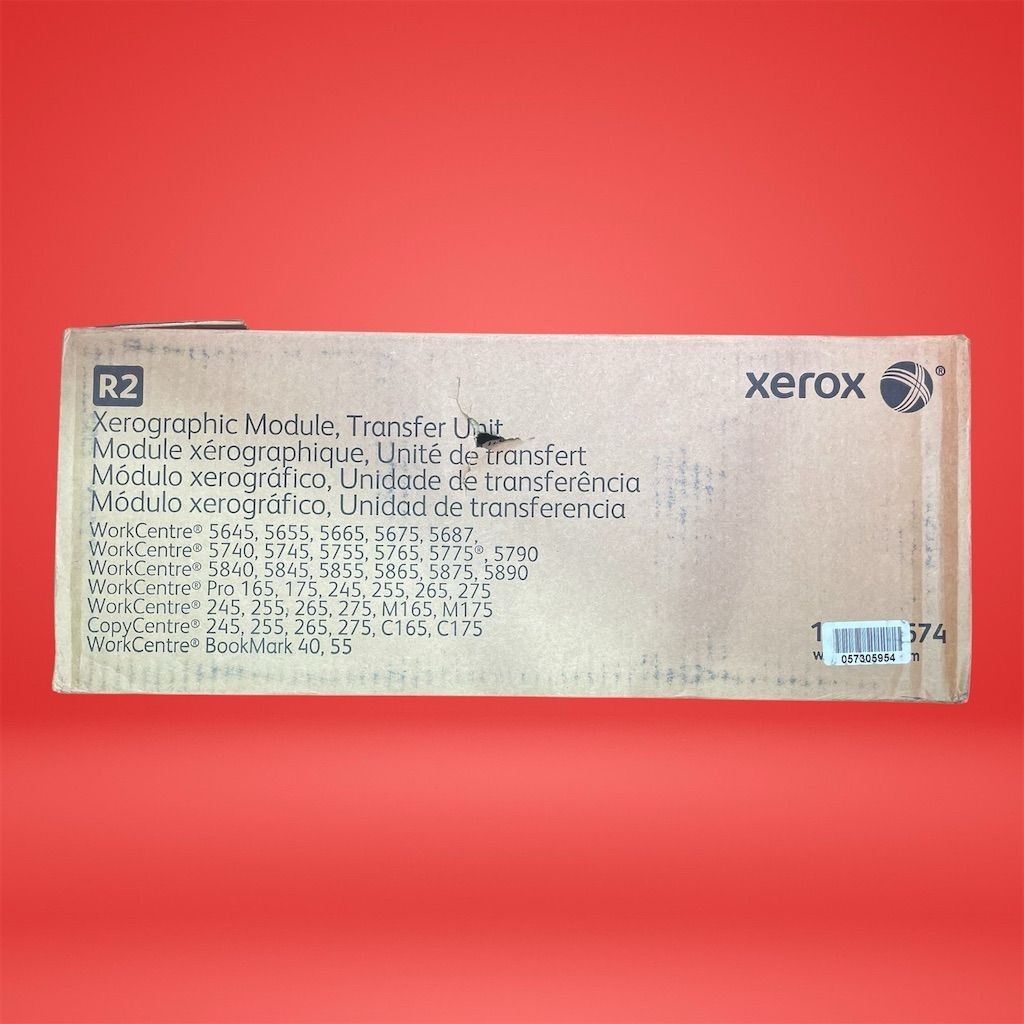 R2
xerox ®
Xerographic Module, Transfer Unit
Module xérographique, Unité de transfert
Módulo xerográfico, Unidade de transferência
Módulo xerográfico, Unidad de transferencia
WorkCentre® 5645, 5655, 5665, 5675, 5687,
WorkCentre® 5740, 5745, 5755, 5765, 5775®, 5790
WorkCentre® 5840, 5845, 5855, 5865, 5875, 5890
WorkCentre® Pro 165, 175, 245, 255, 265, 275
WorkCentre® 245, 255, 265, 275, M165, M175
CopyCentre® 245, 255, 265, 275, C165, C175
WorkCentre® BookMark 40, 55
057305954